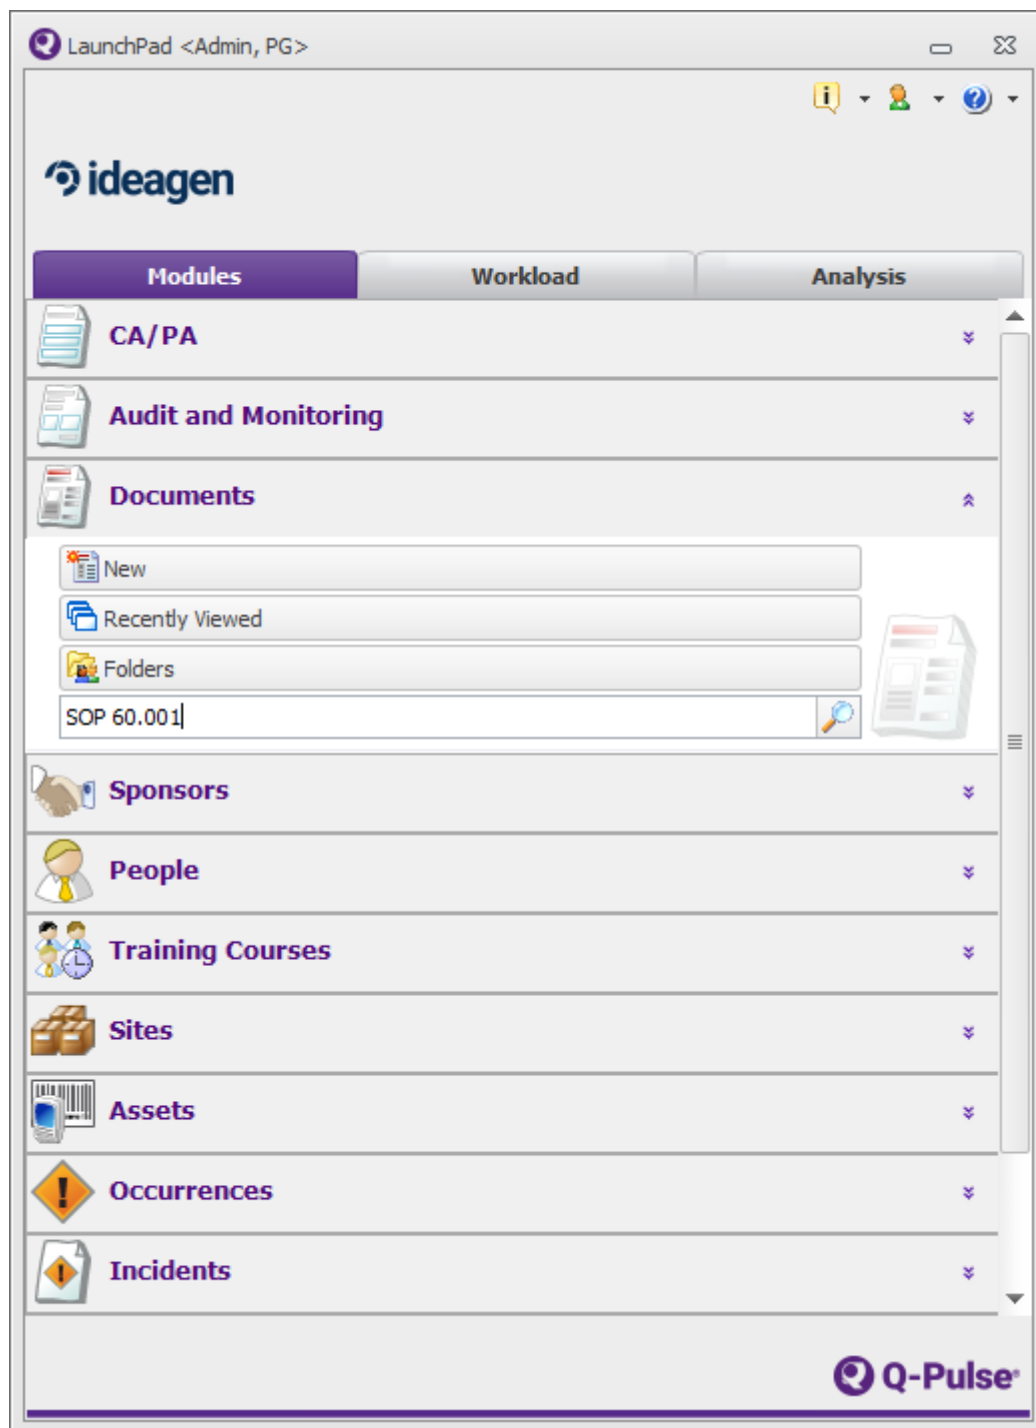 LaunchPad <Admin, PG>
ideagen
Modules Workload Analysis
CA/PA
Audit and Monitoring
Documents
New
Recently Viewed
Folders
SOP 60.001
Sponsors
People
Training Courses
Sites
Assets
Occurrences
Incidents
Q-Pulse